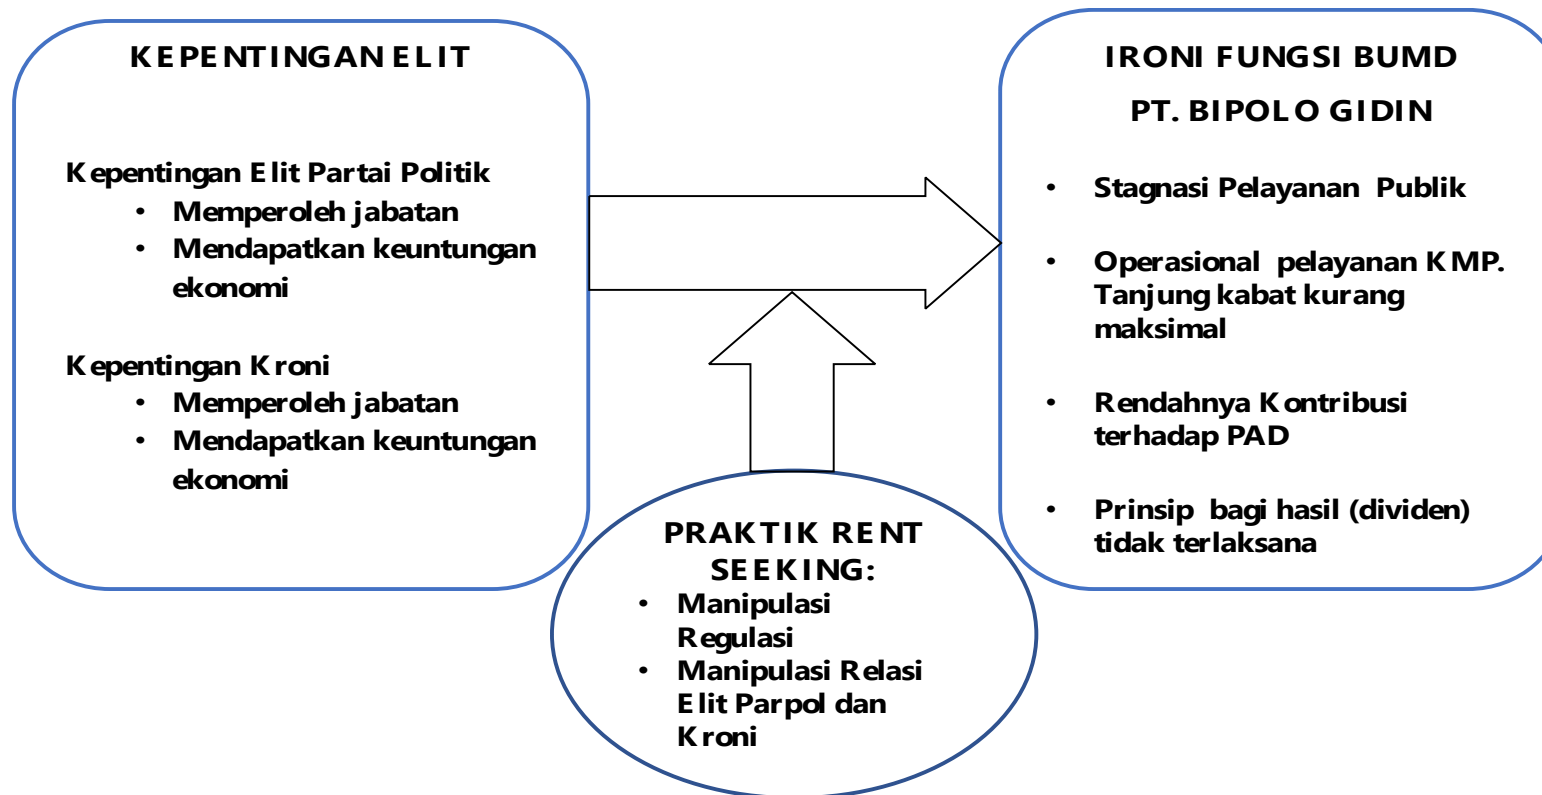 KEPENTINGAN ELIT
Kepentingan Elit Partai Politik
• Memperoleh jabatan
• Mendapatkan keuntungan
ekonomi
Kepentingan Kroni
• Memperoleh jabatan
• Mendapatkan keuntungan
ekonomi
PRAKTIK RENT
SEEKING:
• Manipulasi
Regulasi
• Manipulasi Relasi
Elit Parpol dan
Kroni
IRONI FUNGSI BUMD
PT. BIPOLO GIDIN
• Stagnasi Pelayanan Publik
• Operasional pelayanan KMP.
Tanjung kabat kurang
maksimal
• Rendahnya Kontribusi
terhadap PAD
• Prinsip bagi hasil (dividen)
tidak terlaksana